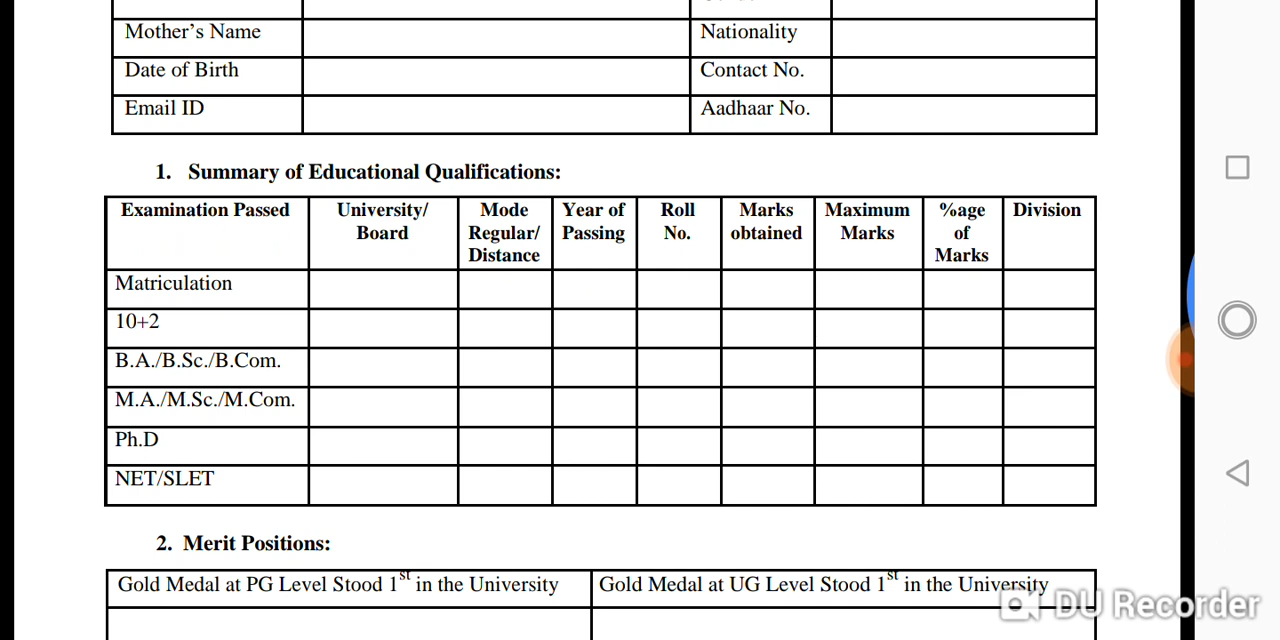 Mother's Name Nationality
Date of Birth Contact No.
Email ID Aadhaar No.
1. Summary of Educational Qualifications:
Examination Passed University/ Board Mode Regular/ Distance Year of Passing Roll No. Marks obtained Maximum Marks %age of Marks Division
Matriculation
10+2
B.A./B.Sc./B.Com.
M.A./M.Sc./M.Com.
Ph.D
NET/SLET
2. Merit Positions:
Gold Medal at PG Level Stood 1st in the University Gold Medal at UG Level Stood 1st in the University
DU Recorder